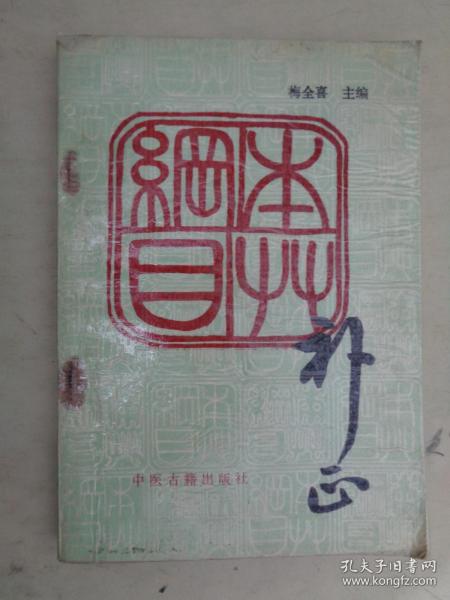 梅全喜 主编
本草
綱目
补正
中医古籍出版社
孔夫子旧书网
www.kongfz.com